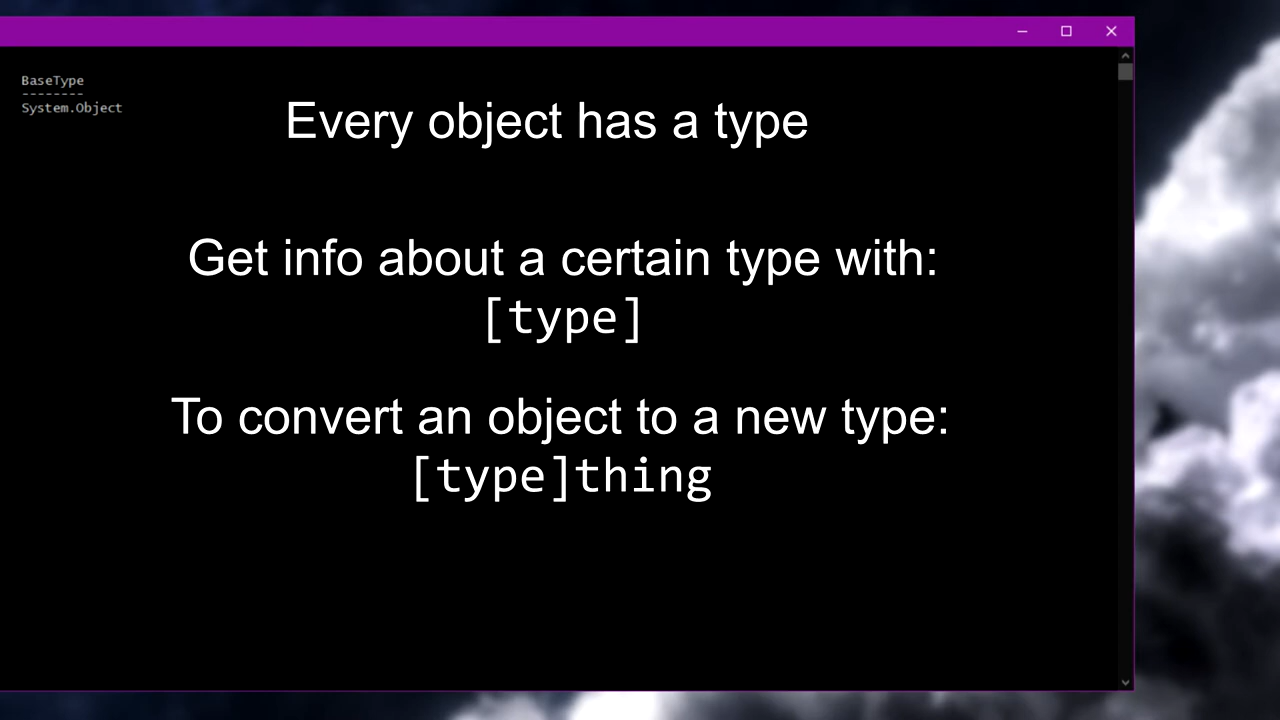 BaseType
--------
System.Object
Every object has a type
Get info about a certain type with:
[type]
To convert an object to a new type:
[type]thing